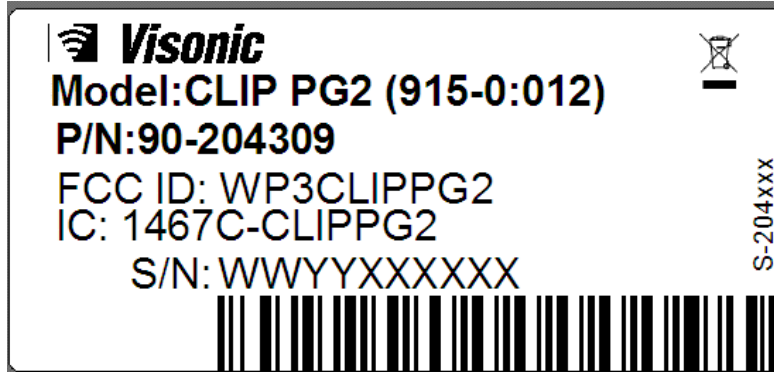 Visonic
Model:CLIP PG2 (915-0:012)
P/N:90-204309
FCC ID: WP3CLIPPG2
IC: 1467C-CLIPPG2
S/N: WWYYXXXXXX
S-204xxx